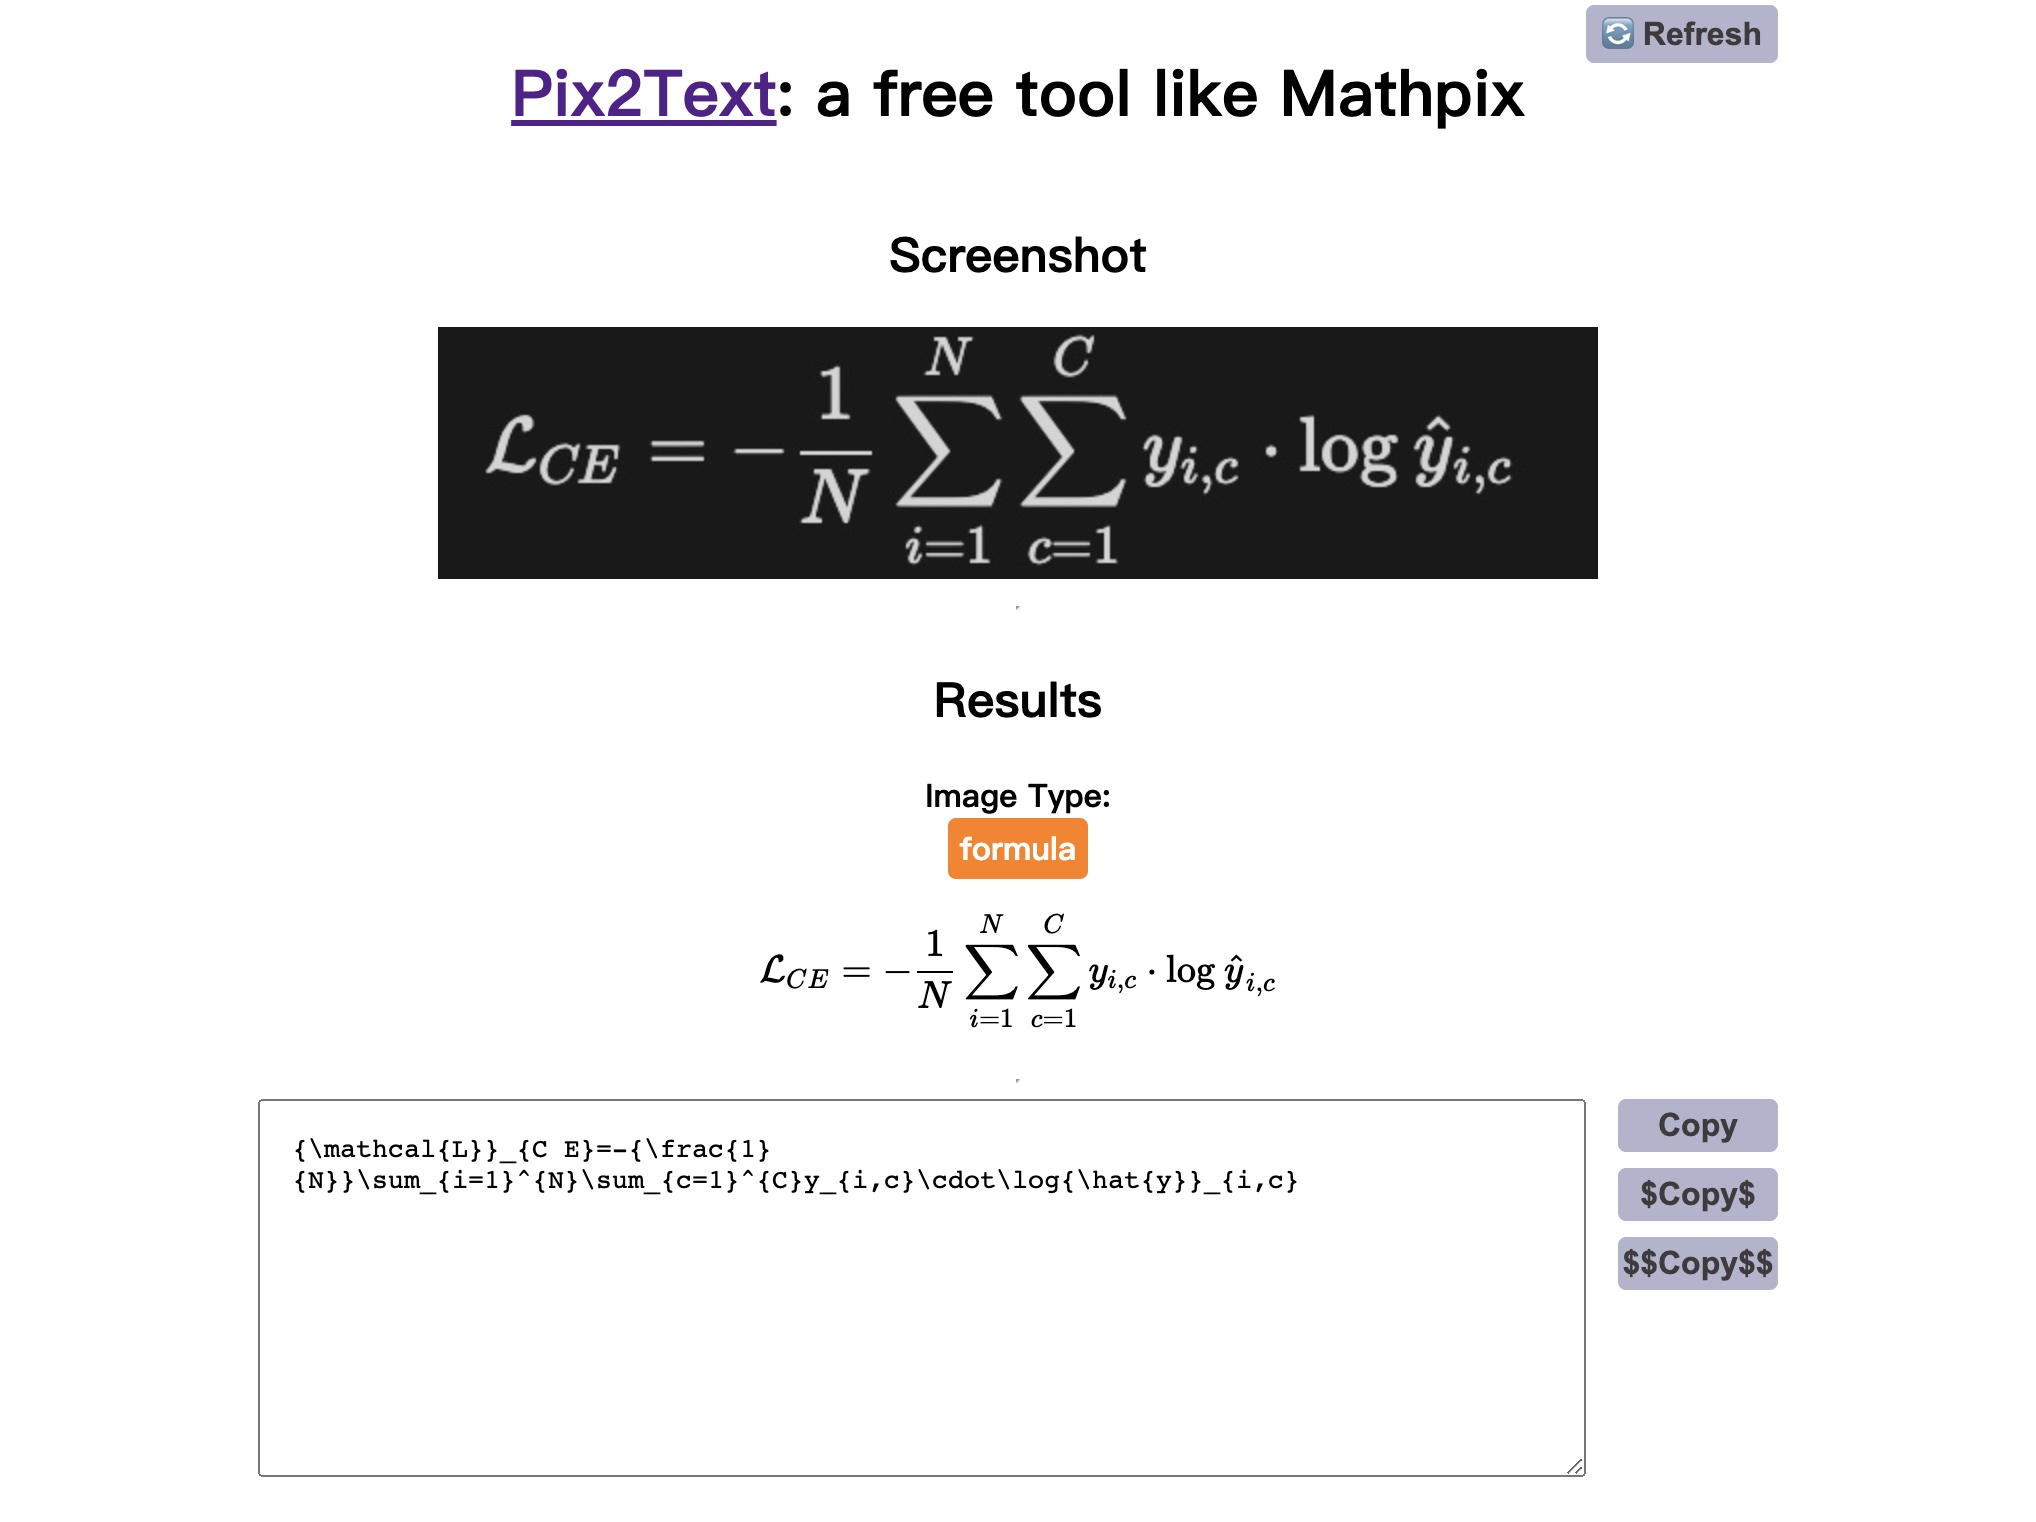 🔄 Refresh
Pix2Text: a free tool like Mathpix
Screenshot
$\mathcal{L}_{CE} = -\frac{1}{N} \sum_{i=1}^{N} \sum_{c=1}^{C} y_{i,c} \cdot \log \hat{y}_{i,c}$
Results
Image Type:
formula
$\mathcal{L}_{CE} = -\frac{1}{N} \sum_{i=1}^{N} \sum_{c=1}^{C} y_{i,c} \cdot \log \hat{y}_{i,c}$
{\mathcal{L}}_{C E}=-{\frac{1}
{N}}\sum_{i=1}^{N}\sum_{c=1}^{C}y_{i,c}\cdot\log{\hat{y}}_{i,c}
Copy
$Copy$
$$Copy$$